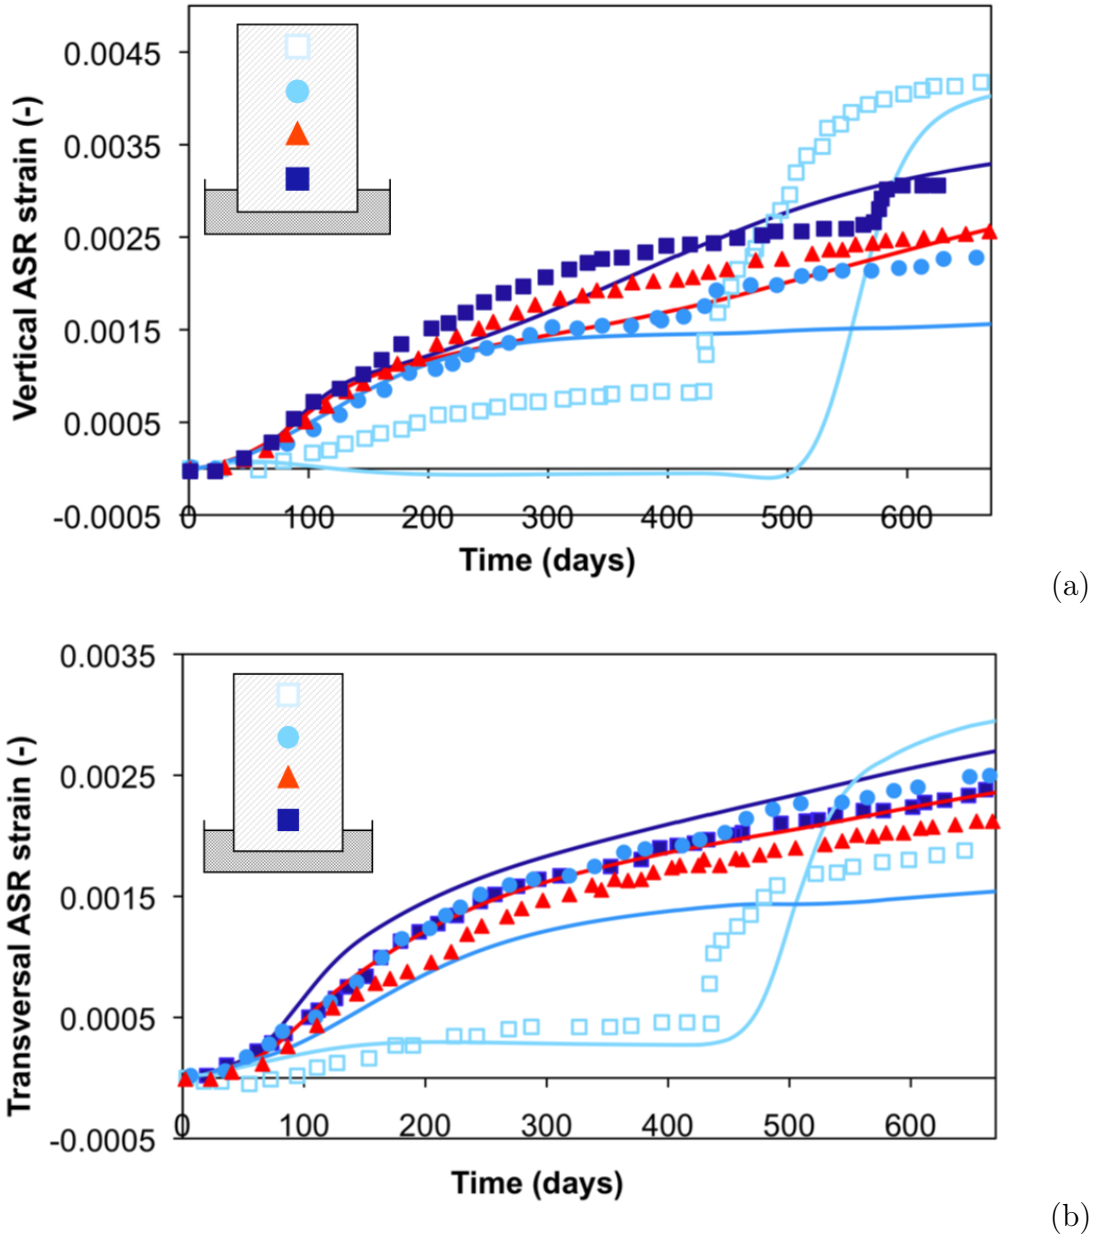 0.0045
0.0035
0.0025
0.0015
0.0005
-0.0005
Vertical ASR strain (-)
0 100 200 300 400 500 600
Time (days)
(a)
0.0035
0.0025
0.0015
0.0005
-0.0005
Transversal ASR strain (-)
0 100 200 300 400 500 600
Time (days)
(b)